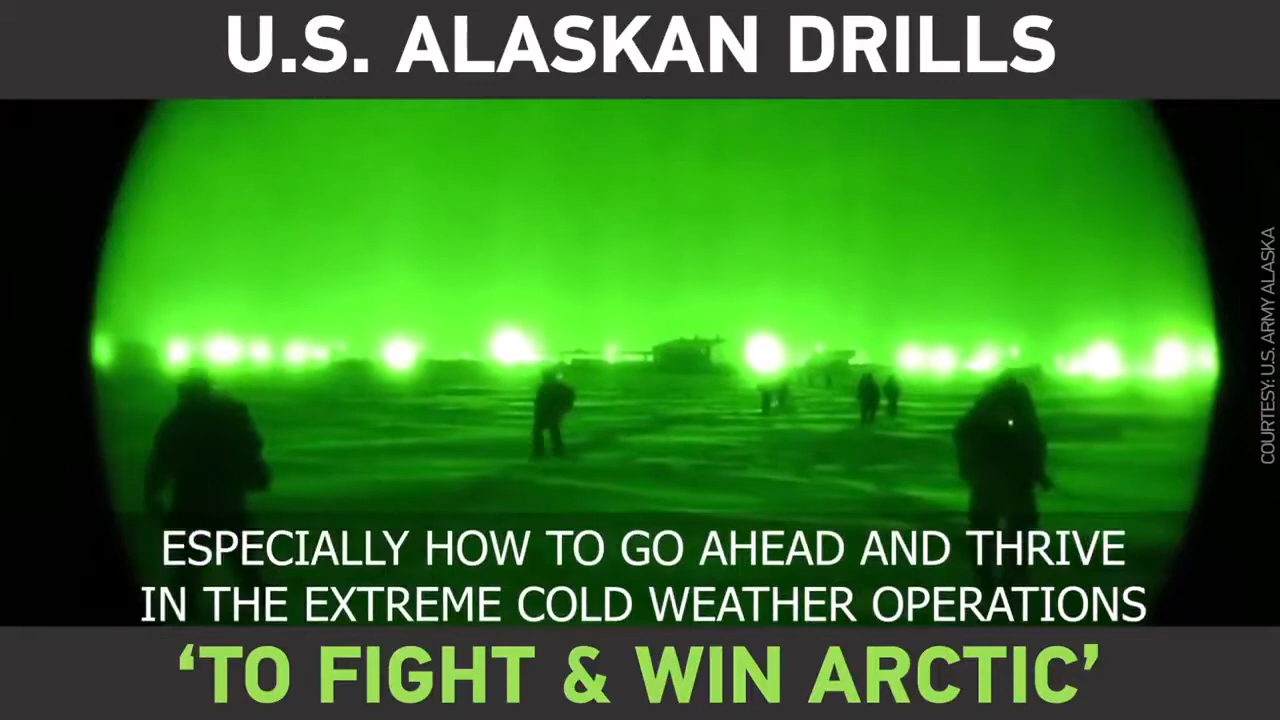 U.S. ALASKAN DRILLS
COURTESY: U.S. ARMY ALASKA
ESPECIALLY HOW TO GO AHEAD AND THRIVE
IN THE EXTREME COLD WEATHER OPERATIONS
‘TO FIGHT & WIN ARCTIC’